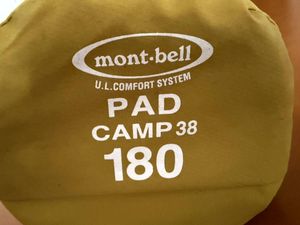 mont-bell
U.L.COMFORT SYSTEM
PAD
CAMP 38
180